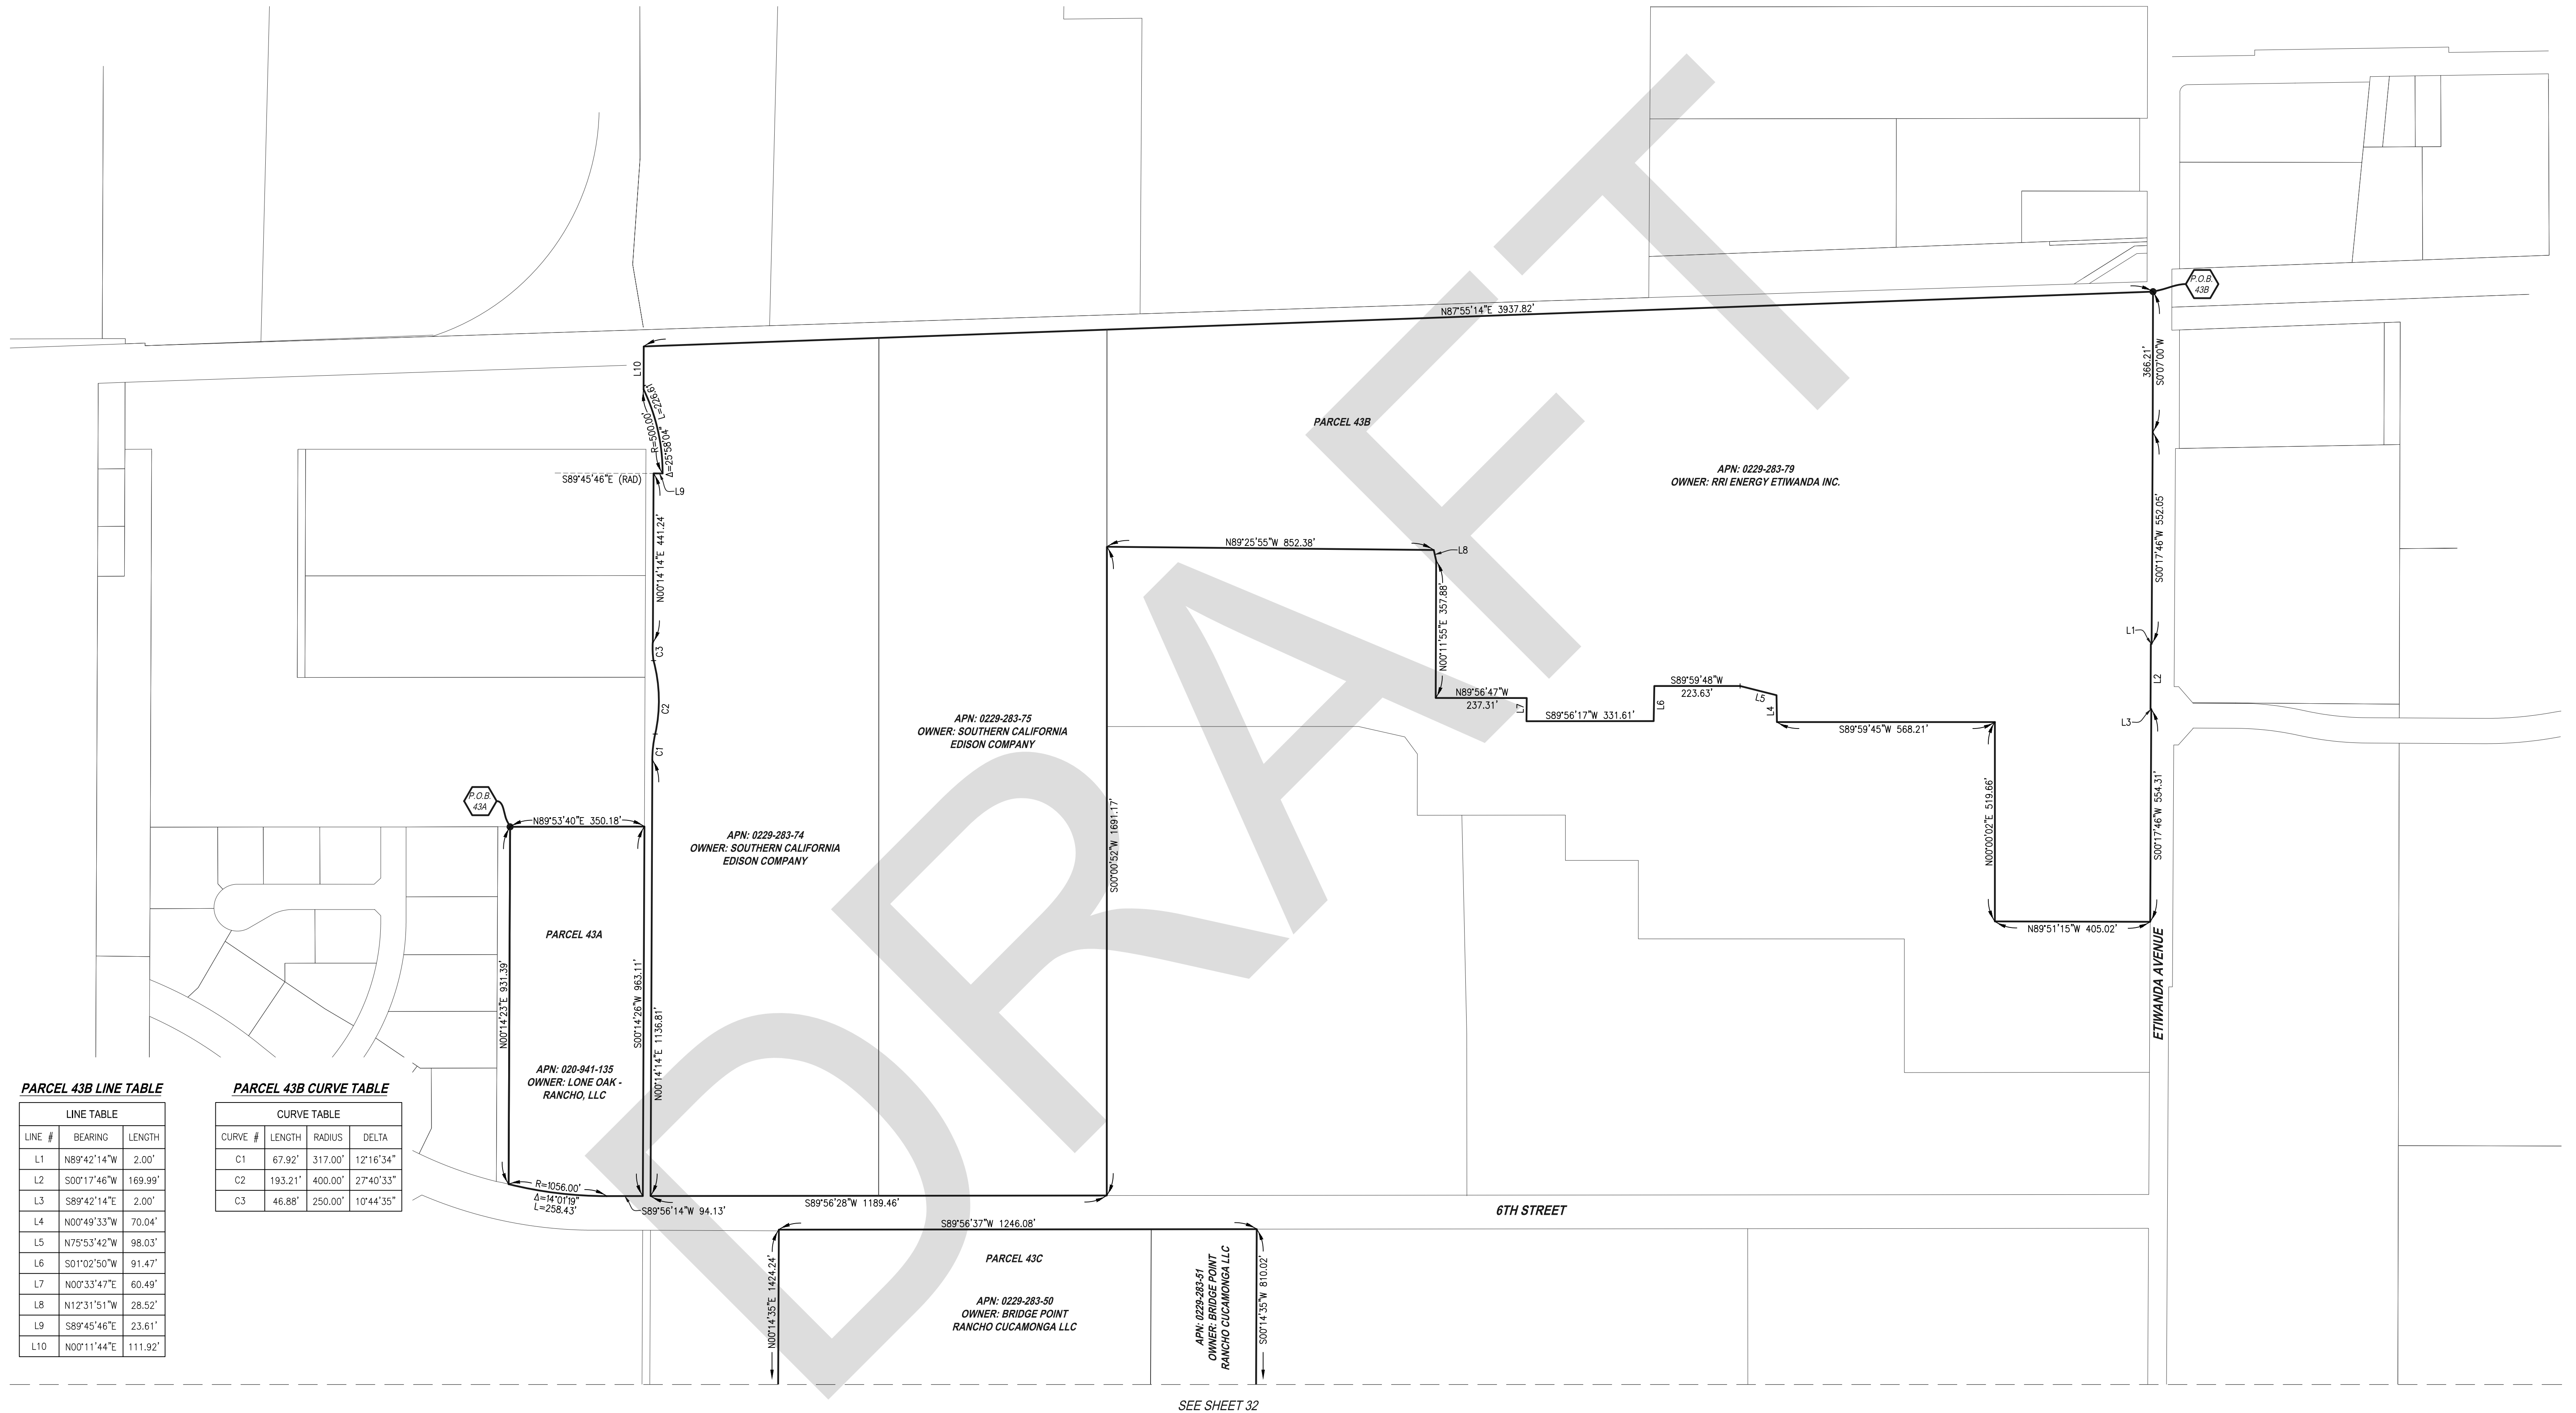 P.O.B.
43B
N87°55'14"E 3937.82'
366.21'
S0°07'00"W
L10
L=226.61'
R=500.00'
Δ=25°58'04"
S89°45'46"E (RAD)
L9
PARCEL 43B
APN: 0229-283-79
OWNER: RRI ENERGY ETIWANDA INC.
N00°14'14"E 441.24'
S00°17'46"W 552.05'
N89°25'55"W 852.38'
L8
N00°11'55"E 357.88'
L1
L2
L3
C3
C2
C1
N89°56'47"W
237.31'
L7
S89°56'17"W 331.61'
L6
S89°59'48"W
223.63'
L5
L4
S89°59'45"W 568.21'
APN: 0229-283-75
OWNER: SOUTHERN CALIFORNIA
EDISON COMPANY
P.O.B.
43A
N89°53'40"E 350.18'
APN: 0229-283-74
OWNER: SOUTHERN CALIFORNIA
EDISON COMPANY
S00°00'52"W 1691.17'
N00°00'02"E 519.66'
S00°17'46"W 554.31'
N89°51'15"W 405.02'
ETIWANDA AVENUE
PARCEL 43A
N00°14'23"E 931.39'
S00°14'26"W 963.11'
N00°14'14"E 1136.81'
APN: 020-941-135
OWNER: LONE OAK -
RANCHO, LLC
R=1056.00'
Δ=14°01'19"
L=258.43'
S89°56'14"W 94.13'
S89°56'28"W 1189.46'
6TH STREET
S89°56'37"W 1246.08'
PARCEL 43C
N00°14'35"E 1424.24'
APN: 0229-283-50
OWNER: BRIDGE POINT
RANCHO CUCAMONGA LLC
APN: 0229-283-51
OWNER: BRIDGE POINT
RANCHO CUCAMONGA LLC
S00°14'35"W 810.02'
PARCEL 43B LINE TABLE
LINE TABLE
LINE # BEARING LENGTH
L1 N89°42'14"W 2.00'
L2 S00°17'46"W 169.99'
L3 S89°42'14"E 2.00'
L4 N00°49'33"W 70.04'
L5 N75°53'42"W 98.03'
L6 S01°02'50"W 91.47'
L7 N00°33'47"E 60.49'
L8 N12°31'51"W 28.52'
L9 S89°45'46"E 23.61'
L10 N00°11'44"E 111.92'
PARCEL 43B CURVE TABLE
CURVE TABLE
CURVE # LENGTH RADIUS DELTA
C1 67.92' 317.00' 12°16'34"
C2 193.21' 400.00' 27°40'33"
C3 46.88' 250.00' 10°44'35"
SEE SHEET 32
DRAFT